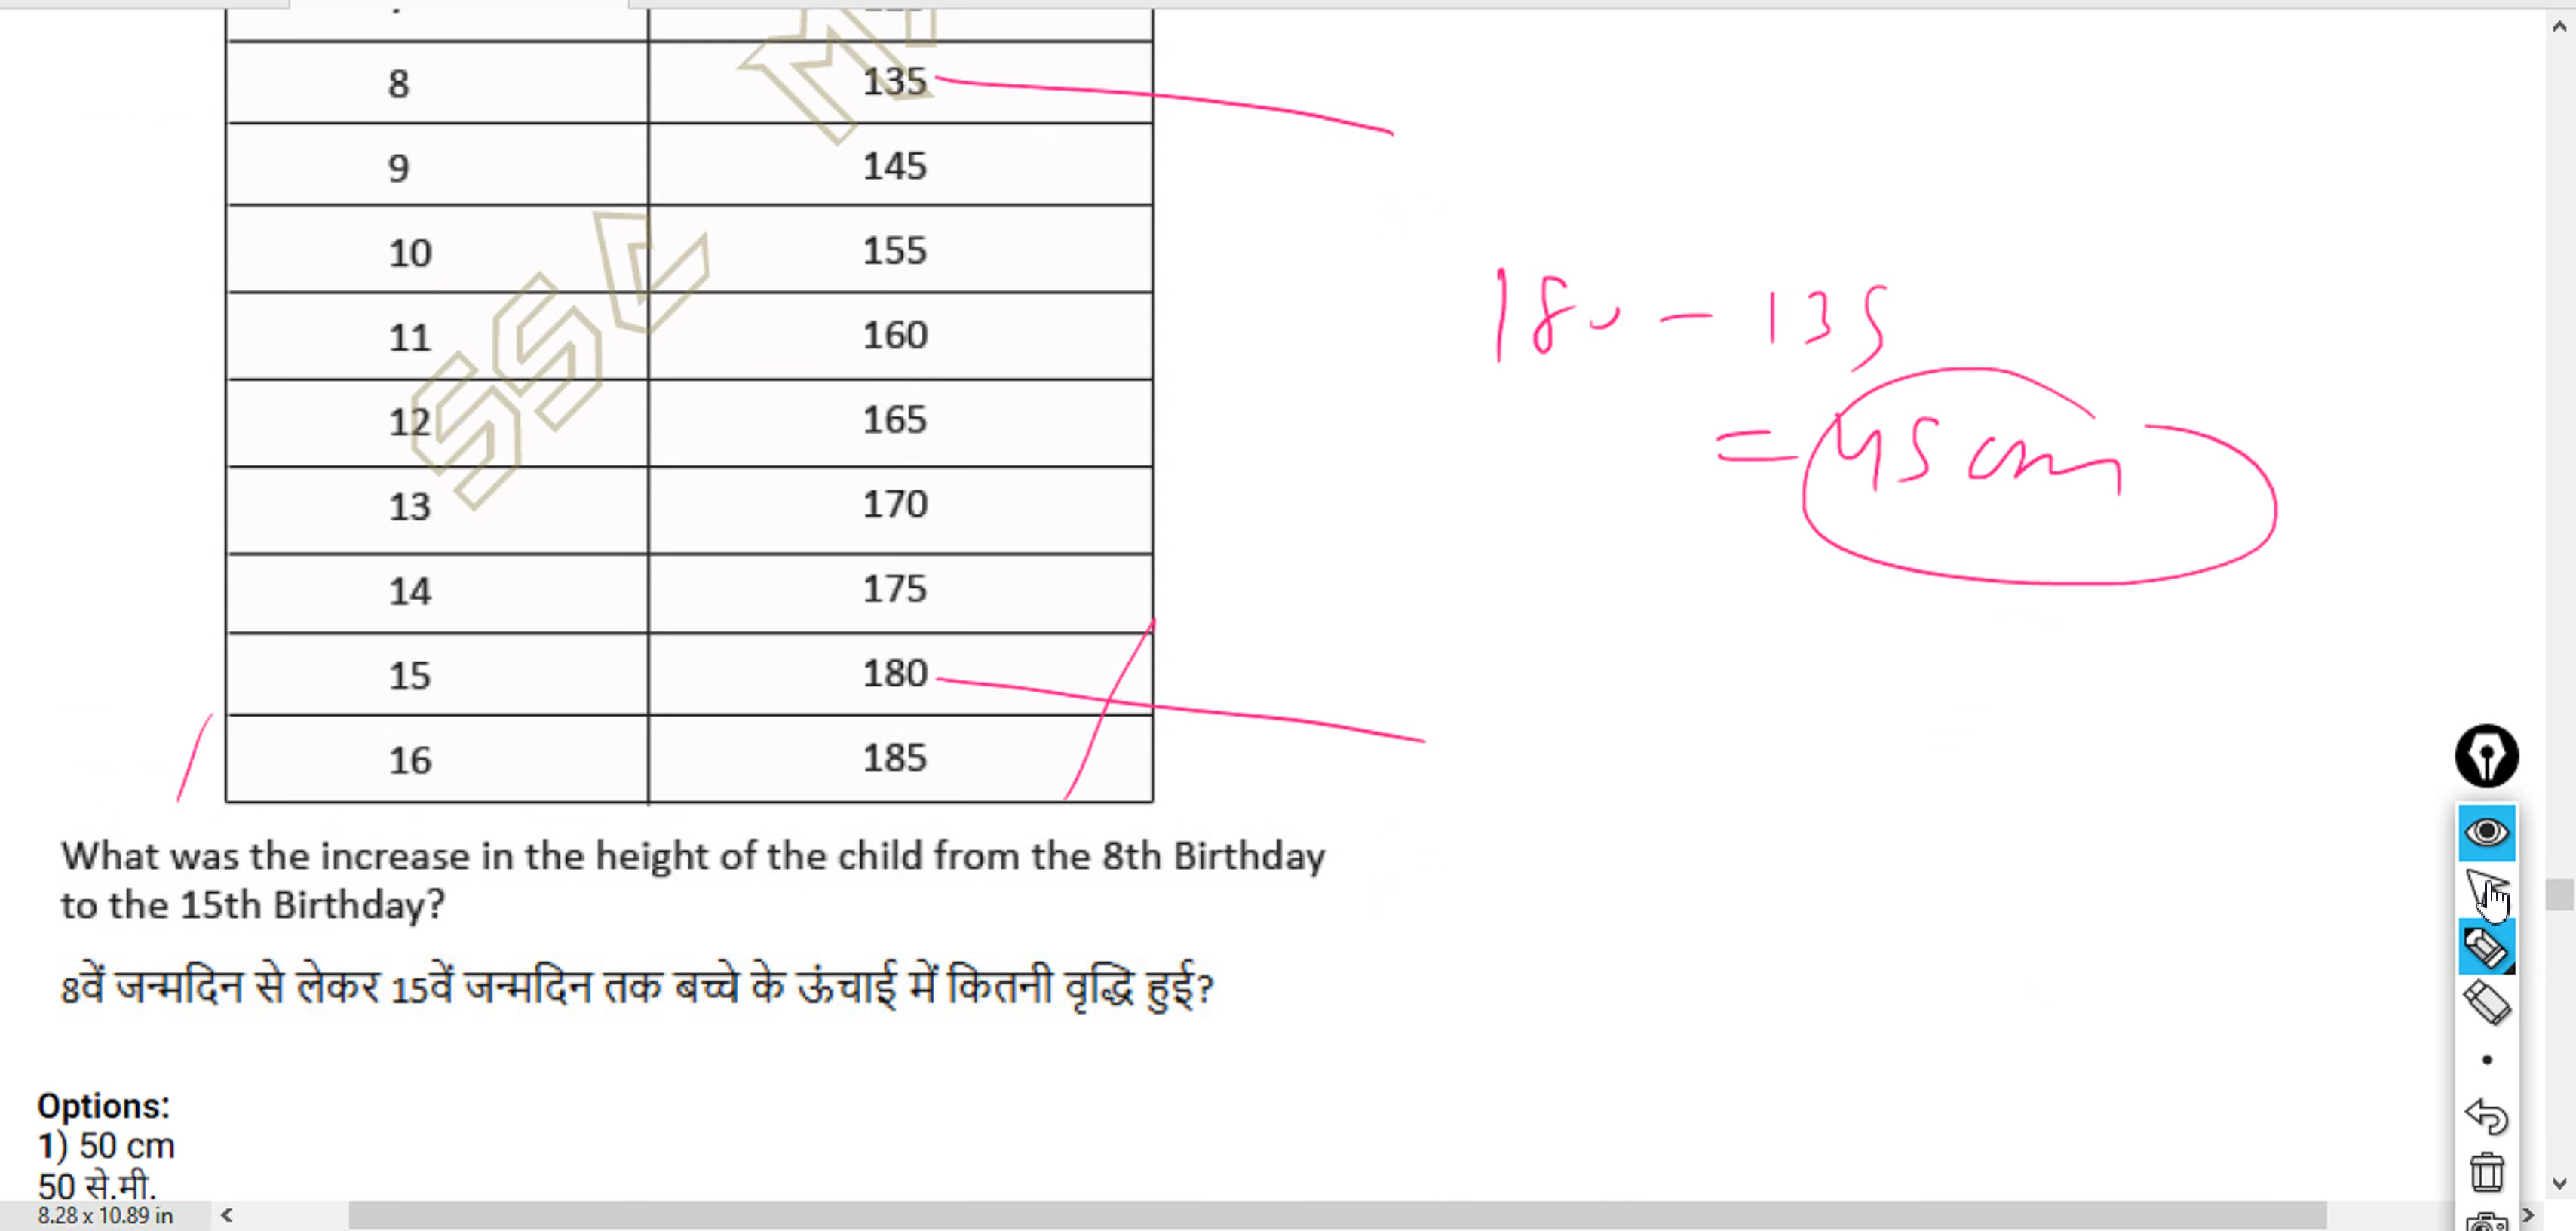 8 135
9 145
10 155
11 160
12 165
13 170
14 175
15 180
16 185
SSC
180 - 135
= 45 cm
What was the increase in the height of the child from the 8th Birthday
to the 15th Birthday?
8वें जन्मदिन से लेकर 15वें जन्मदिन तक बच्चे के ऊंचाई में कितनी वृद्धि हुई?
Options:
1) 50 cm
50 से.मी.
8.28 x 10.89 in